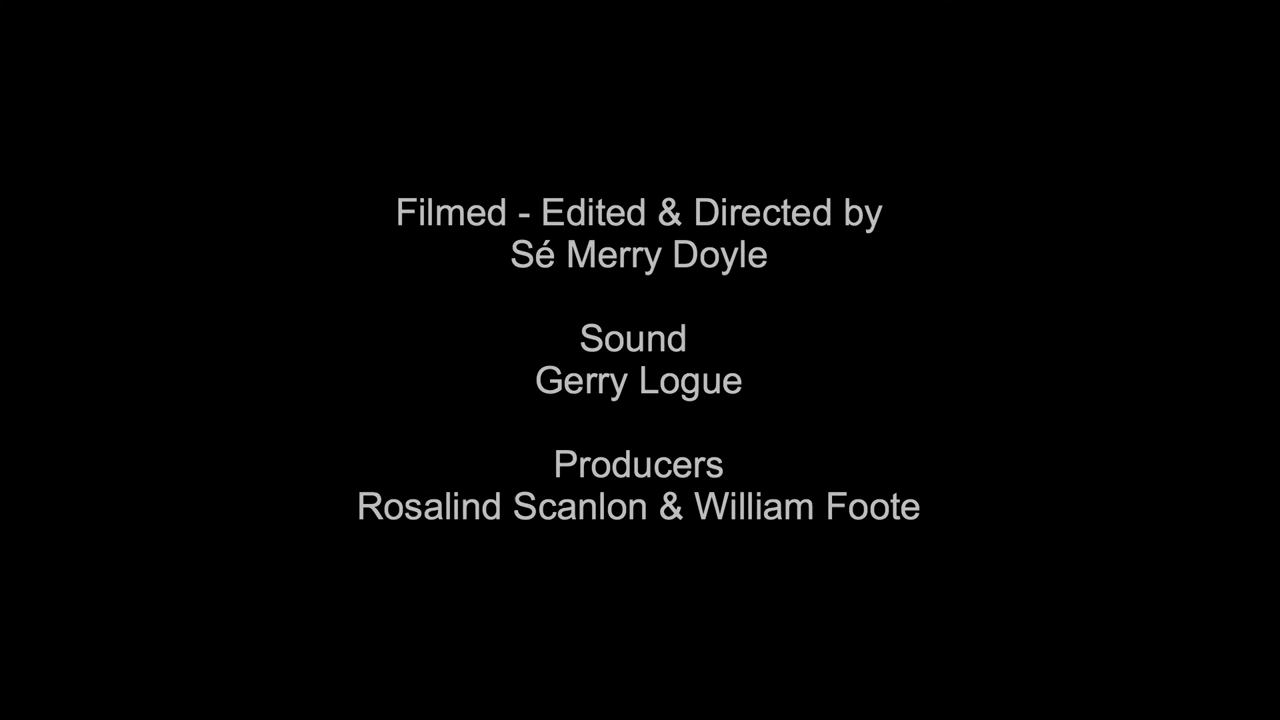 Filmed - Edited & Directed by
Sé Merry Doyle
Sound
Gerry Logue
Producers
Rosalind Scanlon & William Foote